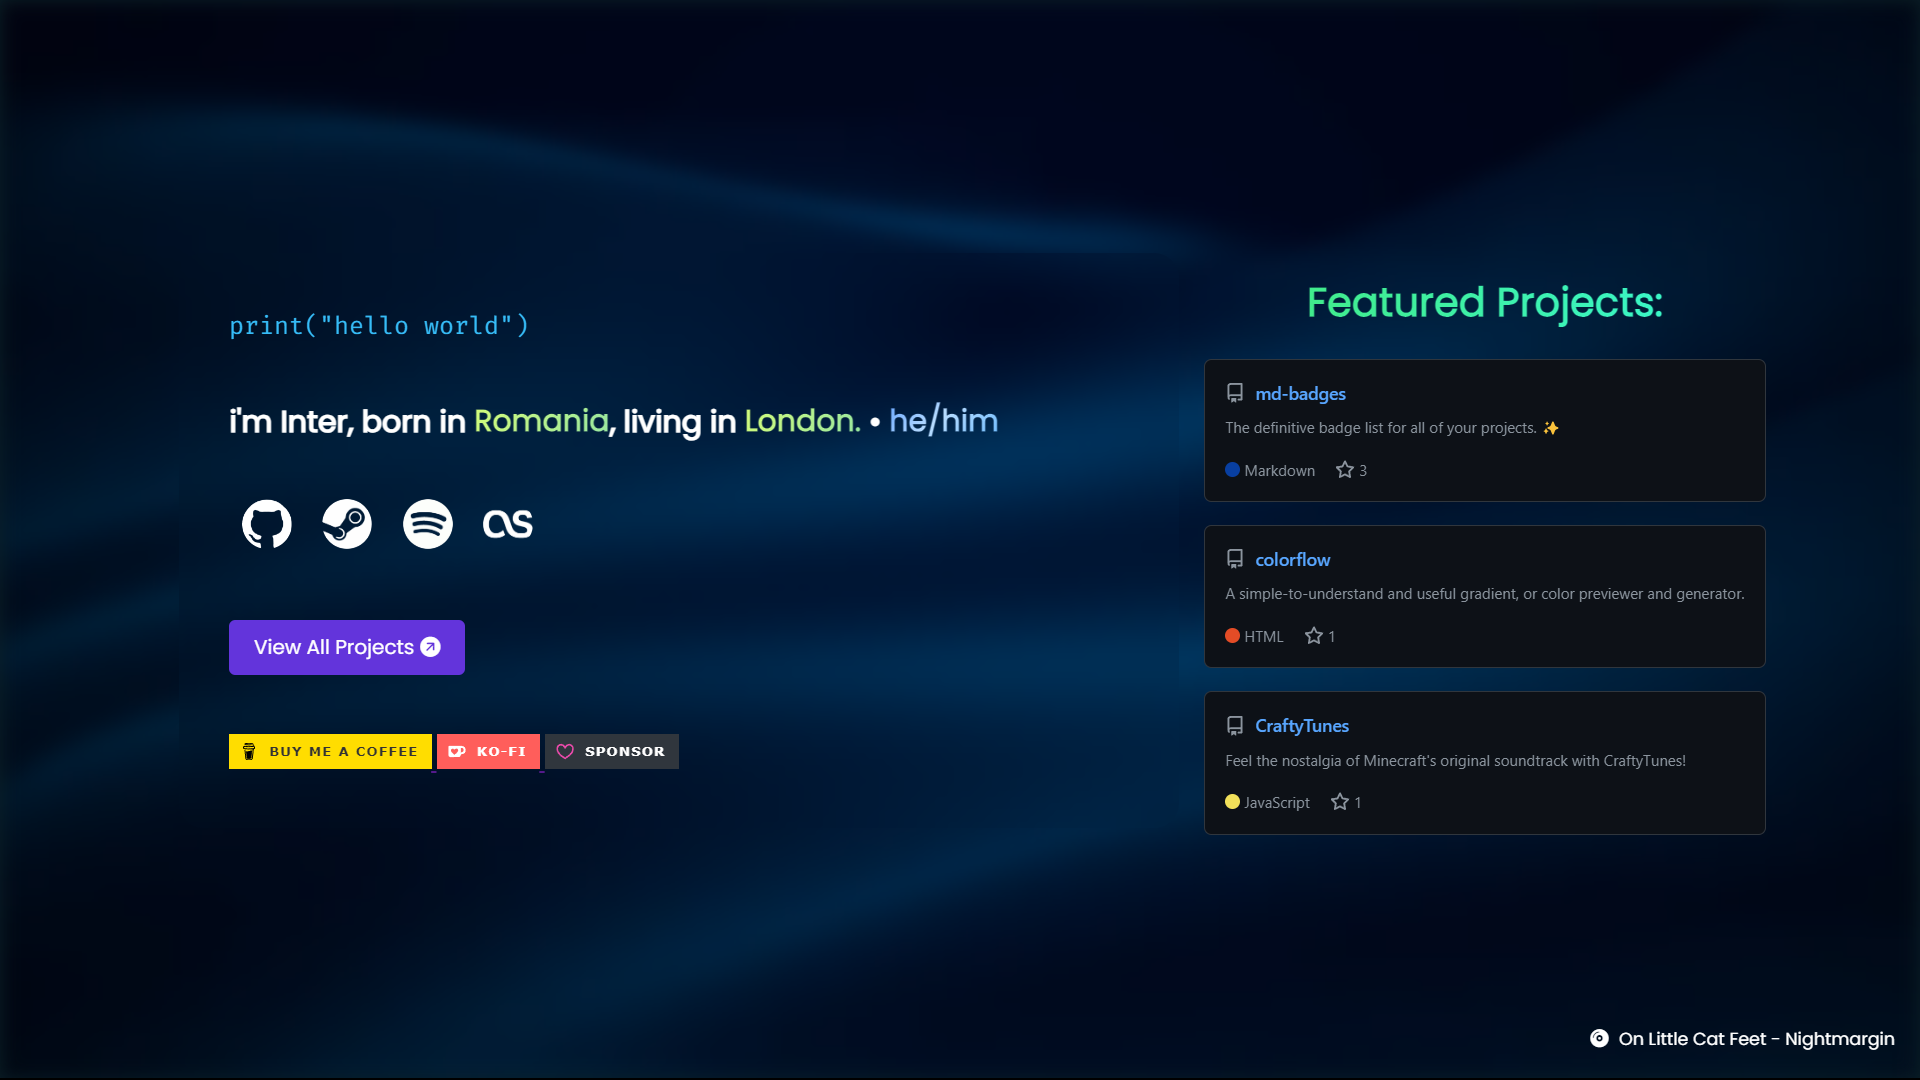 print("hello world")
i'm Inter, born in Romania, living in London. • he/him
View All Projects
BUY ME A COFFEE
KO-FI
SPONSOR
Featured Projects:
md-badges
The definitive badge list for all of your projects. ✨
Markdown 3
colorflow
A simple-to-understand and useful gradient, or color previewer and generator.
HTML 1
CraftyTunes
Feel the nostalgia of Minecraft's original soundtrack with CraftyTunes!
JavaScript 1
On Little Cat Feet - Nightmargin